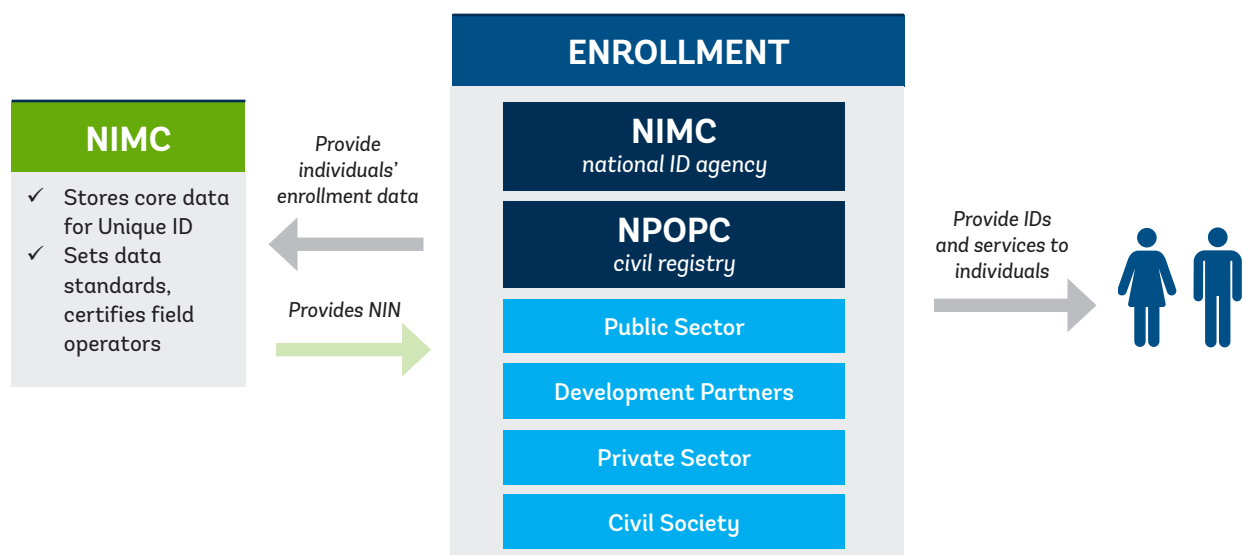 NIMC
✓ Stores core data
for Unique ID
✓ Sets data
standards,
certifies field
operators
Provide
individuals’
enrollment data
Provides NIN
ENROLLMENT
NIMC
national ID agency
NPOPC
civil registry
Public Sector
Development Partners
Private Sector
Civil Society
Provide IDs
and services to
individuals